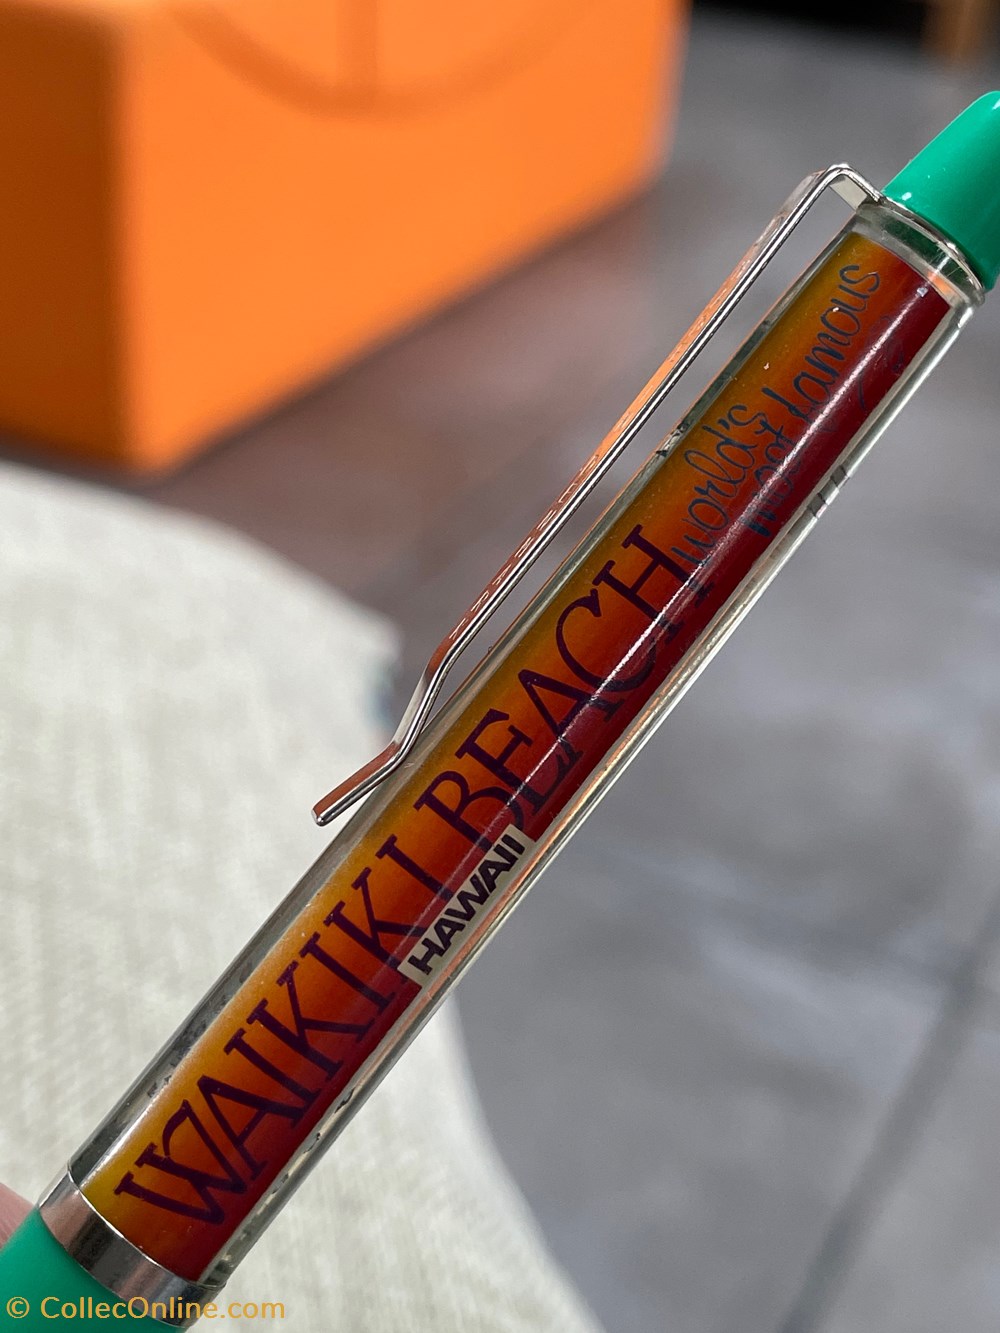 WAIKIKI BEACH
HAWAII
world's
most famous
© CollecOnline.com